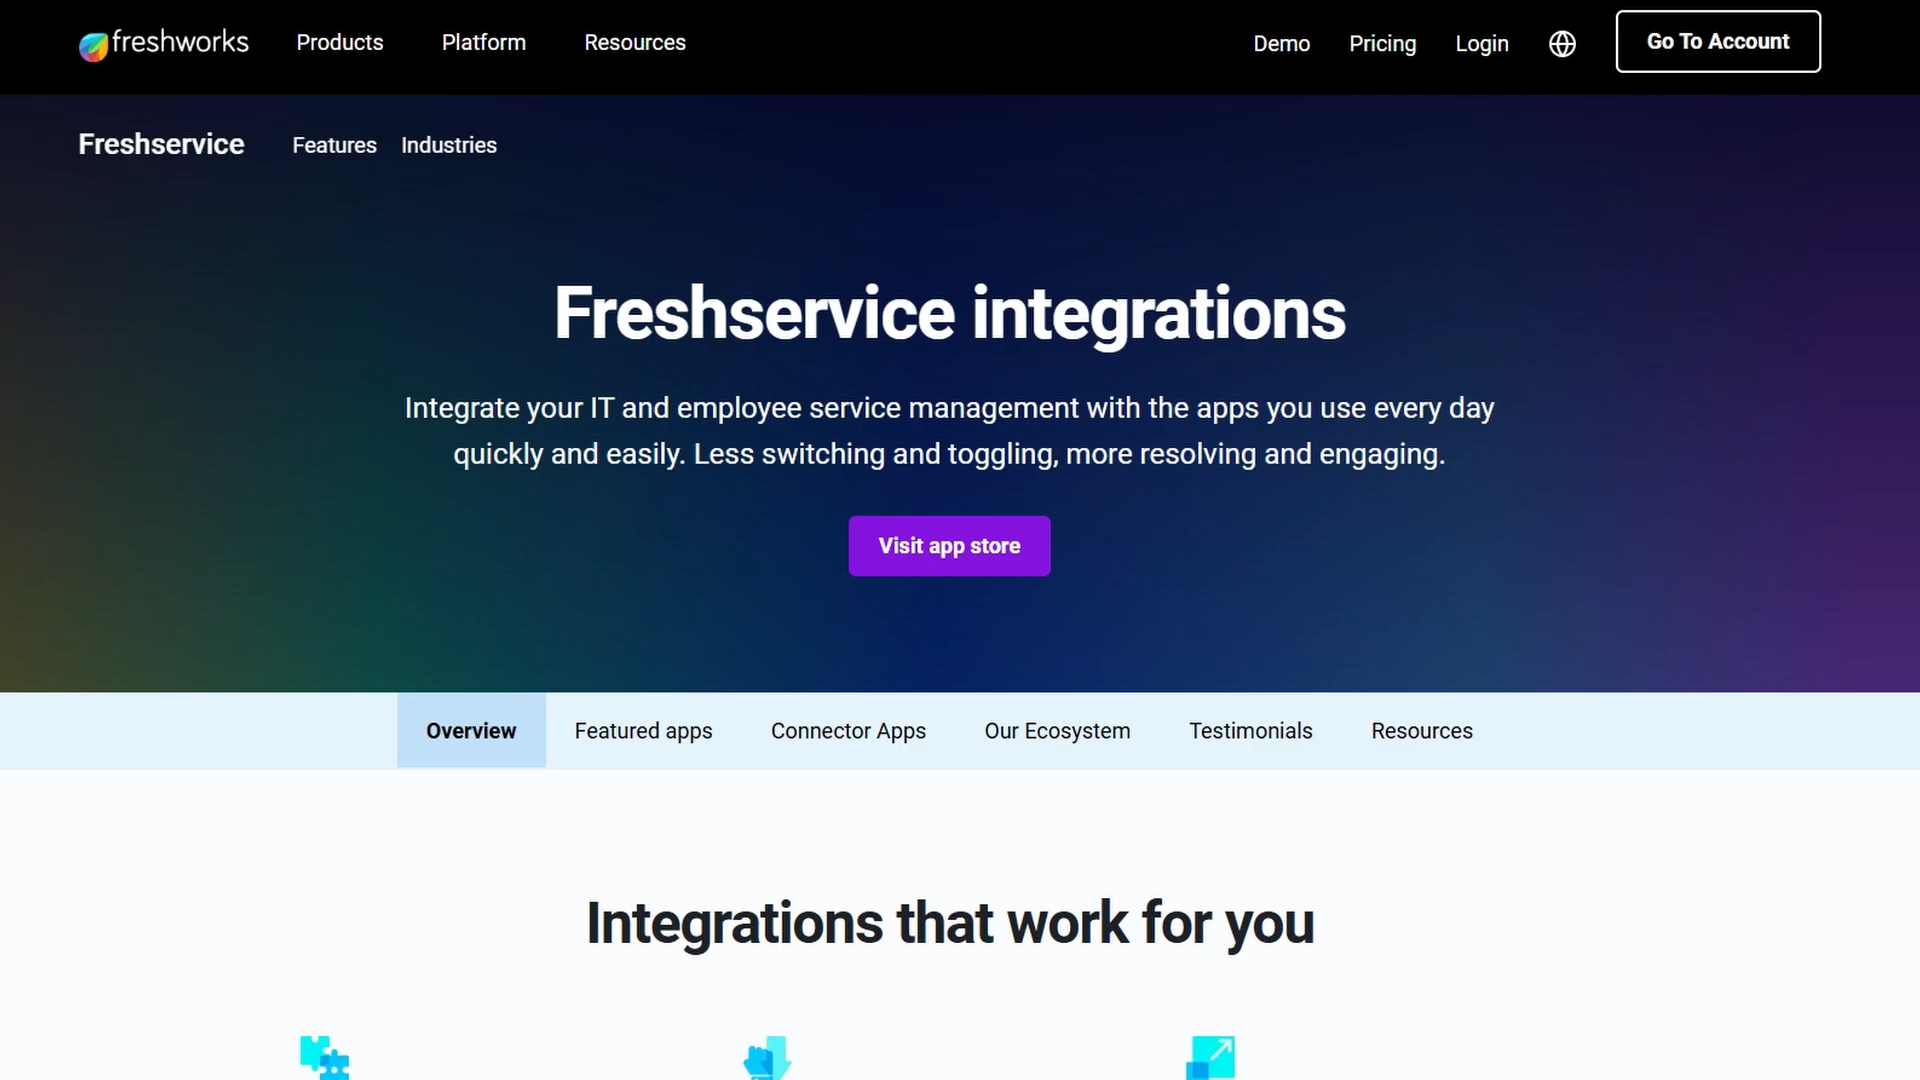 freshworks
Products
Platform
Resources
Demo
Pricing
Login
Go To Account
Freshservice
Features
Industries
Freshservice integrations
Integrate your IT and employee service management with the apps you use every day
quickly and easily. Less switching and toggling, more resolving and engaging.
Visit app store
Overview
Featured apps
Connector Apps
Our Ecosystem
Testimonials
Resources
Integrations that work for you